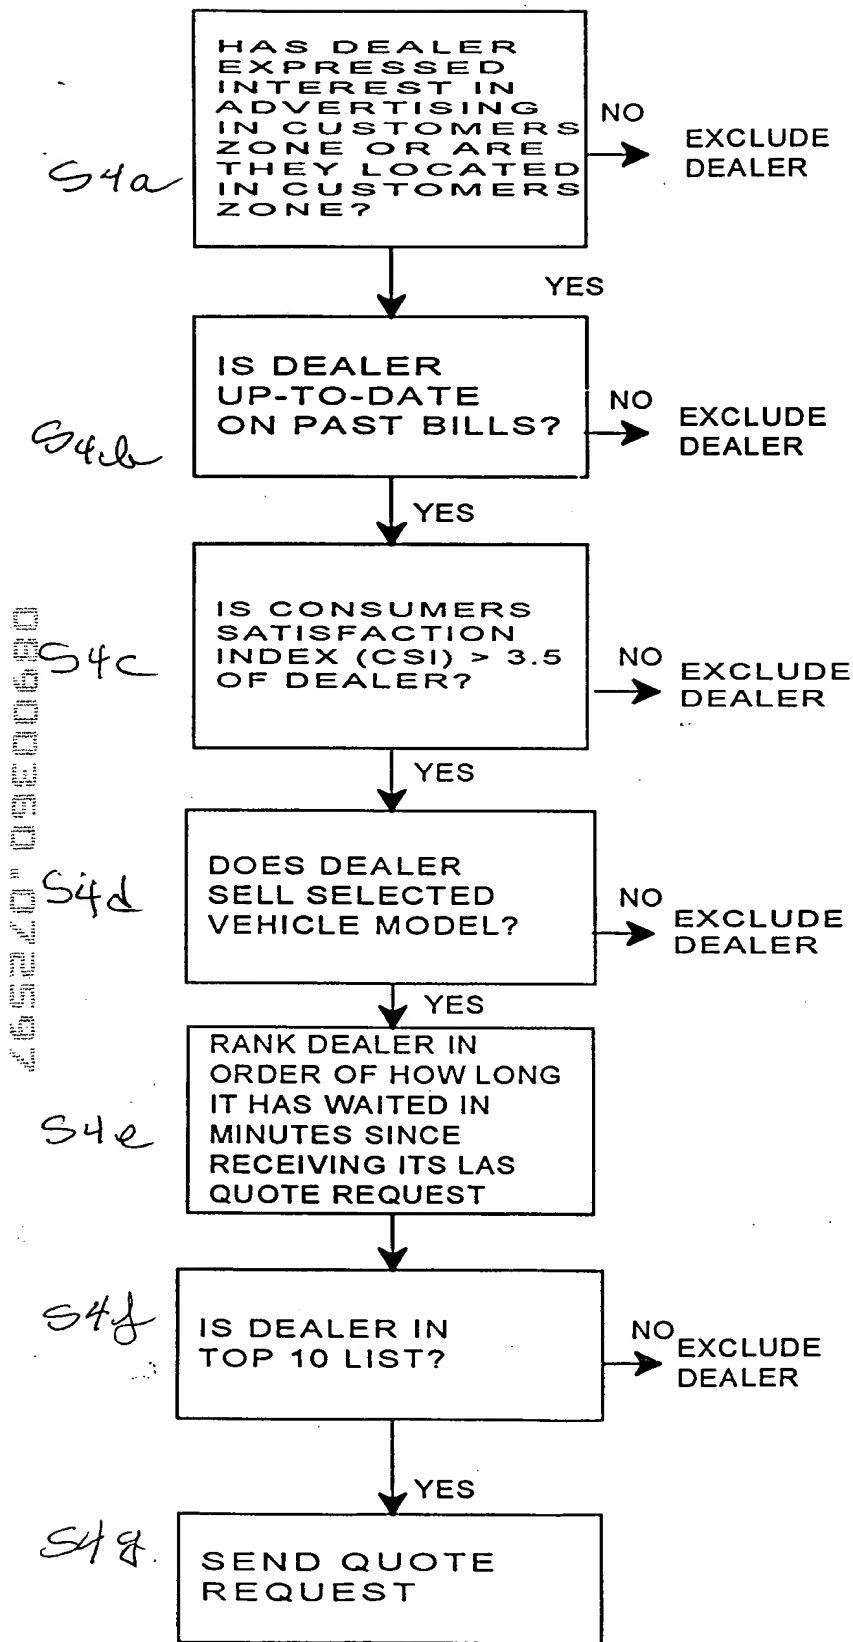 HAS DEALER
EXPRESSED
INTEREST IN
ADVERTISING
IN CUSTOMERS
ZONE OR ARE
THEY LOCATED
IN CUSTOMERS
ZONE?
NO
EXCLUDE
DEALER
S4a
YES
IS DEALER
UP-TO-DATE
ON PAST BILLS?
NO
EXCLUDE
DEALER
S4b
YES
IS CONSUMERS
SATISFACTION
INDEX (CSI) > 3.5
OF DEALER?
NO
EXCLUDE
DEALER
S4c
YES
DOES DEALER
SELL SELECTED
VEHICLE MODEL?
NO
EXCLUDE
DEALER
S4d
YES
RANK DEALER IN
ORDER OF HOW LONG
IT HAS WAITED IN
MINUTES SINCE
RECEIVING ITS LAS
QUOTE REQUEST
S4e
IS DEALER IN
TOP 10 LIST?
NO
EXCLUDE
DEALER
S4f
YES
SEND QUOTE
REQUEST
S4g.
08900360.072597